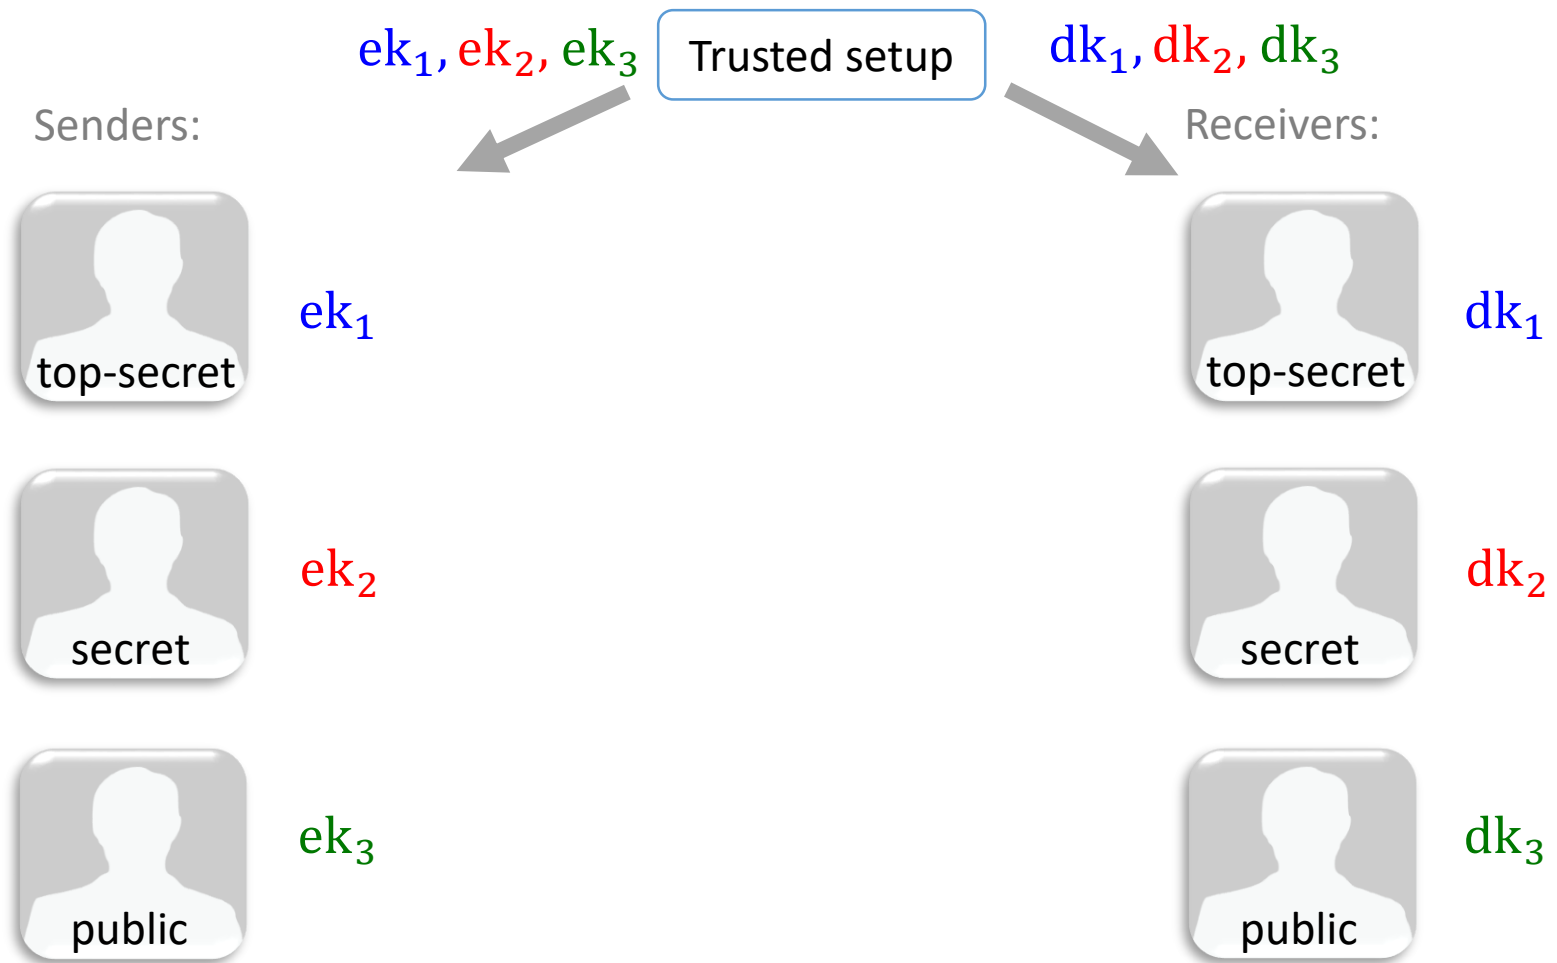 ek₁, ek₂, ek₃ Trusted setup dk₁, dk₂, dk₃
Senders: Receivers:
ek₁ dk₁
top-secret top-secret
ek₂ dk₂
secret secret
ek₃ dk₃
public public